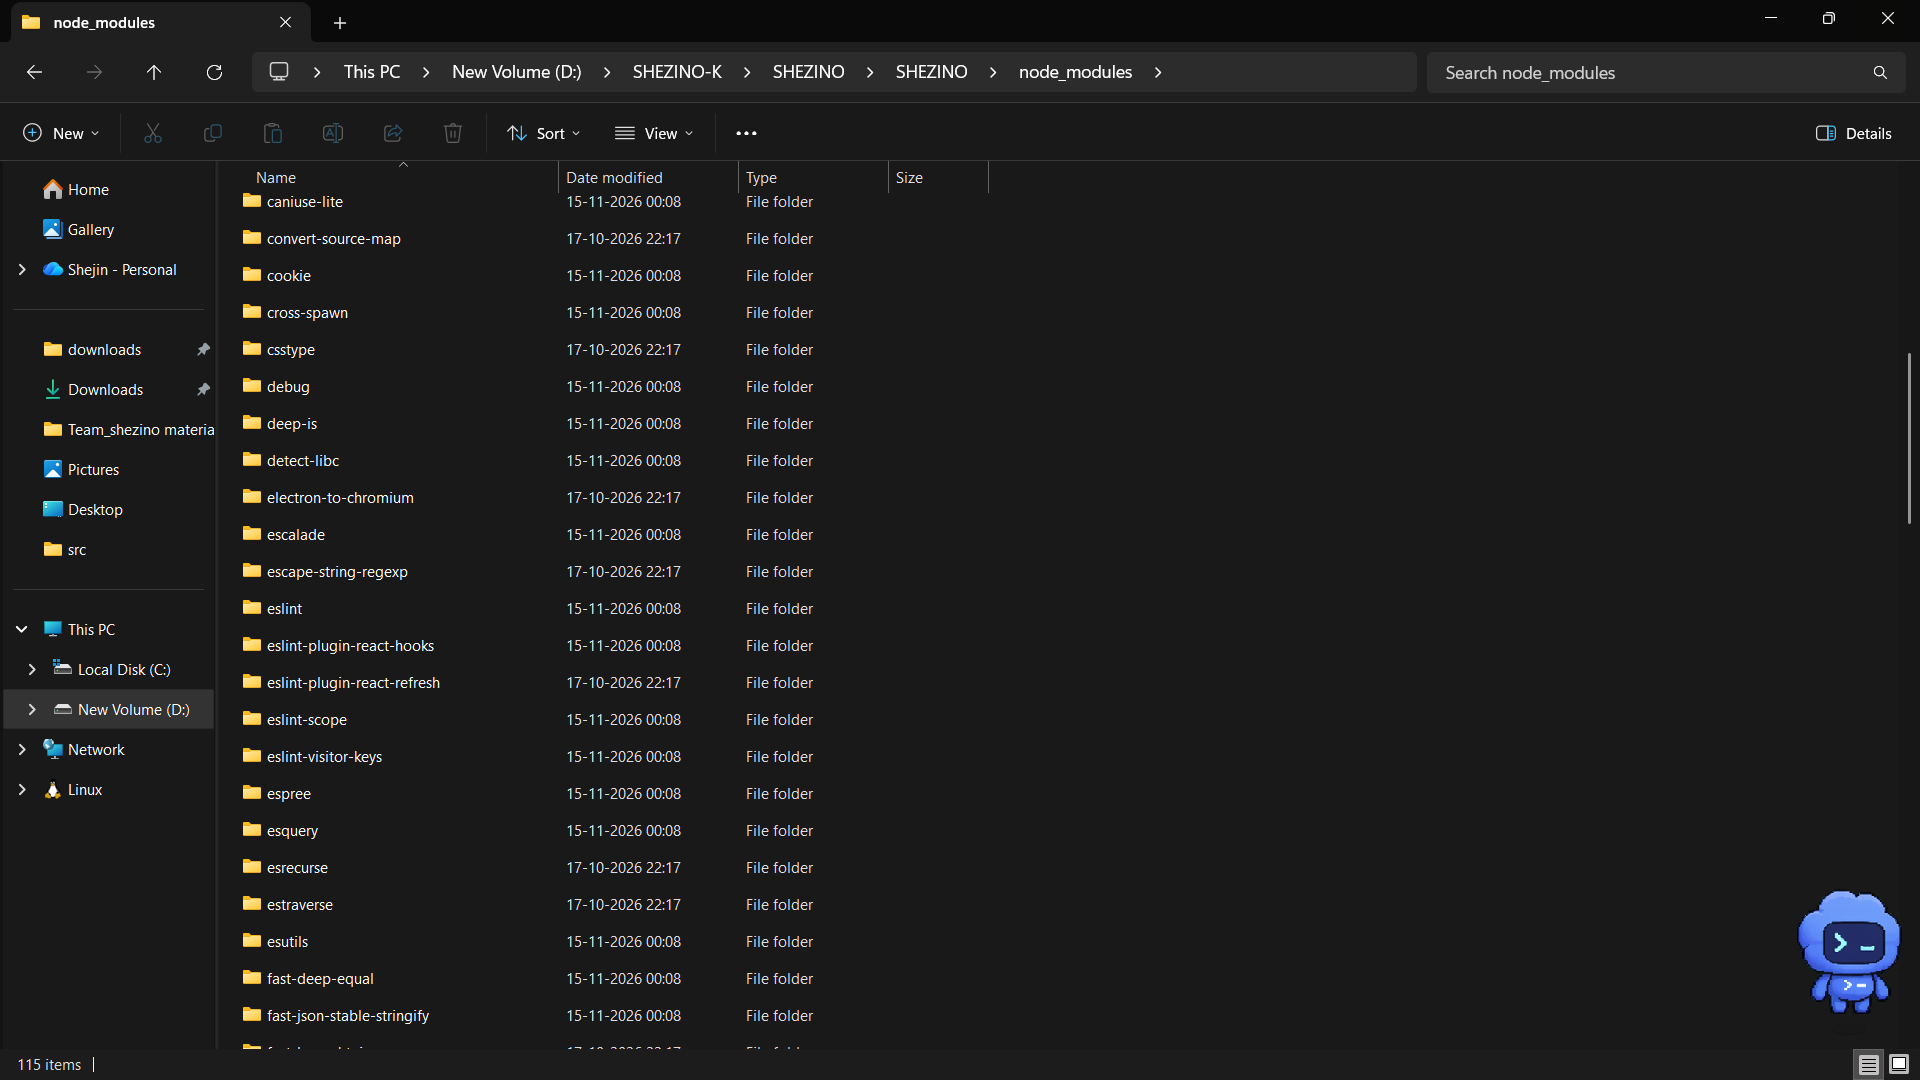 node_modules
This PC > New Volume (D:) > SHEZINO-K > SHEZINO > SHEZINO > node_modules >
Search node_modules
New
Sort
View
Details
Home
Gallery
Shejin - Personal
downloads
Downloads
Team_shezino materia
Pictures
Desktop
src
This PC
Local Disk (C:)
New Volume (D:)
Network
Linux
Name Date modified Type Size
caniuse-lite 15-11-2026 00:08 File folder
convert-source-map 17-10-2026 22:17 File folder
cookie 15-11-2026 00:08 File folder
cross-spawn 15-11-2026 00:08 File folder
csstype 17-10-2026 22:17 File folder
debug 15-11-2026 00:08 File folder
deep-is 15-11-2026 00:08 File folder
detect-libc 15-11-2026 00:08 File folder
electron-to-chromium 17-10-2026 22:17 File folder
escalade 15-11-2026 00:08 File folder
escape-string-regexp 17-10-2026 22:17 File folder
eslint 15-11-2026 00:08 File folder
eslint-plugin-react-hooks 15-11-2026 00:08 File folder
eslint-plugin-react-refresh 17-10-2026 22:17 File folder
eslint-scope 15-11-2026 00:08 File folder
eslint-visitor-keys 15-11-2026 00:08 File folder
espree 15-11-2026 00:08 File folder
esquery 15-11-2026 00:08 File folder
esrecurse 17-10-2026 22:17 File folder
estraverse 17-10-2026 22:17 File folder
esutils 15-11-2026 00:08 File folder
fast-deep-equal 15-11-2026 00:08 File folder
fast-json-stable-stringify 15-11-2026 00:08 File folder
115 items